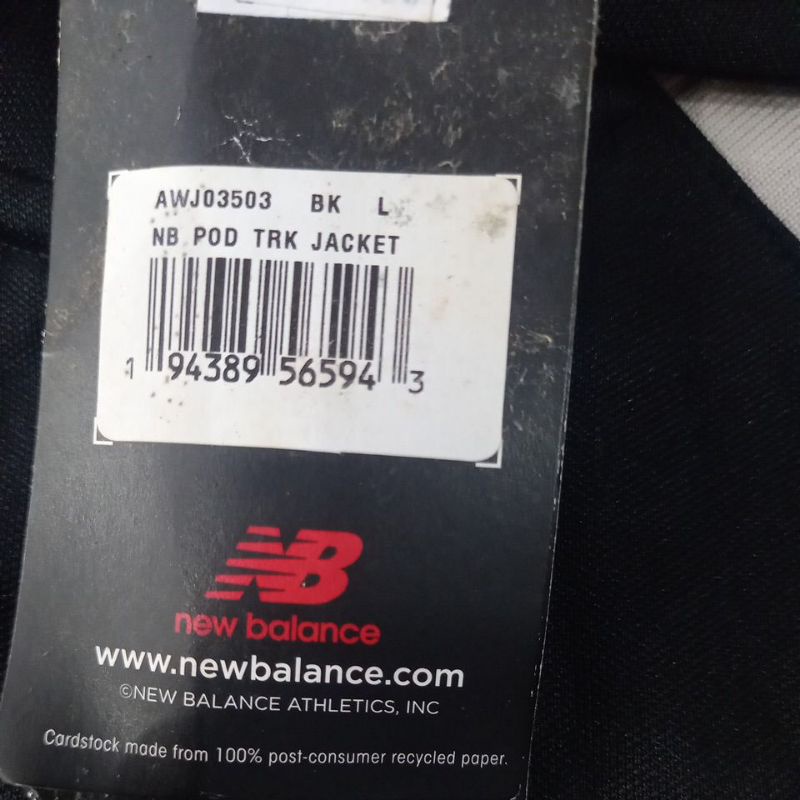 AWJ03503 BK L
NB POD TRK JACKET
1 94389 56594 3
NB
new balance
www.newbalance.com
©NEW BALANCE ATHLETICS, INC
Cardstock made from 100% post-consumer recycled paper.